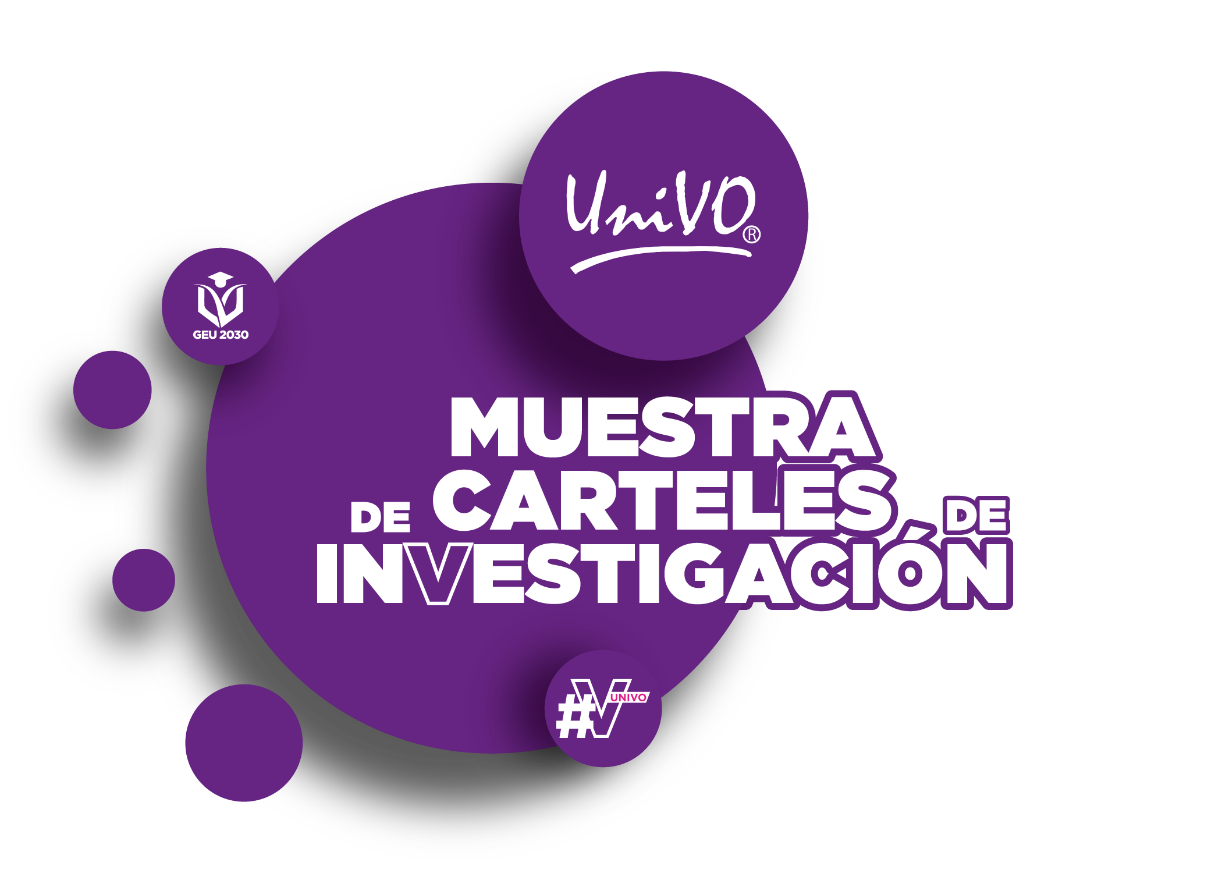 UniVO®
GEU 2030
MUESTRA
DE CARTELES DE
INVESTIGACIÓN
#V UNIVO